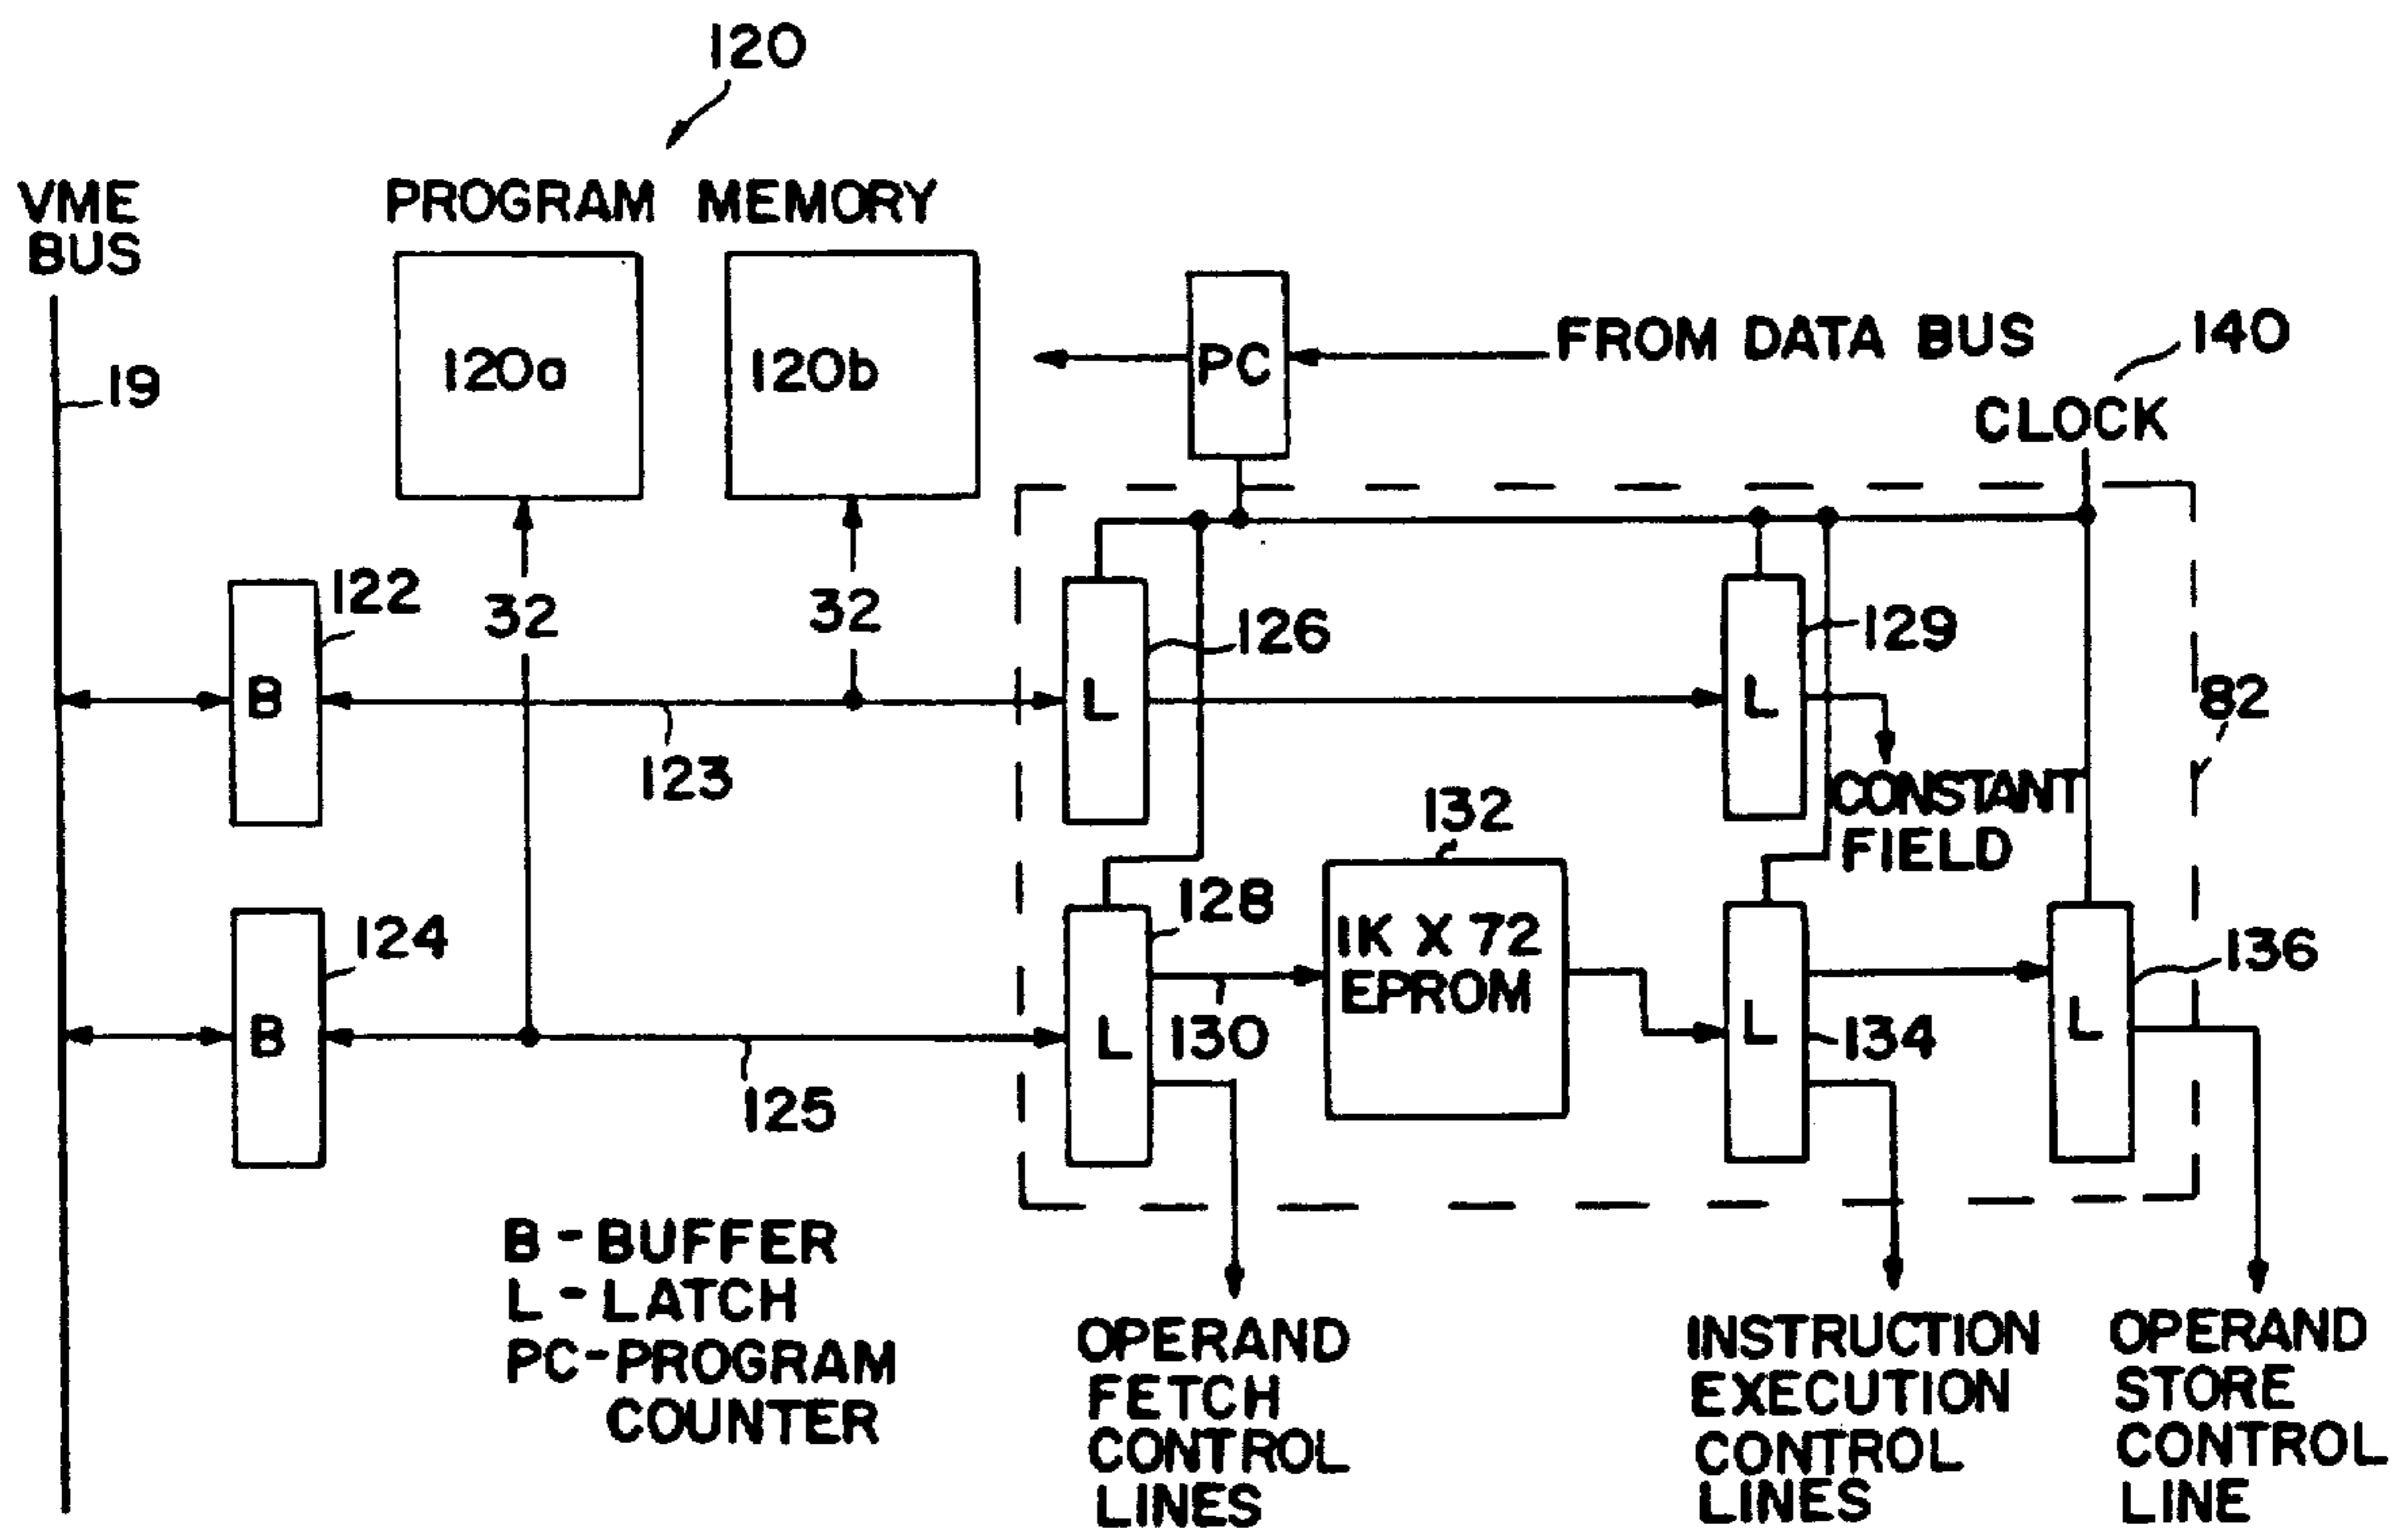 120
VME
BUS
PROGRAM MEMORY
19
120a
120b
PC
FROM DATA BUS
140
CLOCK
122
32
32
126
129
B
L
L
82
123
CONSTANT
FIELD
132
124
128
1K X 72
EPROM
136
B
L
130
L
134
L
125
B - BUFFER
L - LATCH
PC - PROGRAM
COUNTER
OPERAND
FETCH
CONTROL
LINES
INSTRUCTION
EXECUTION
CONTROL
LINES
OPERAND
STORE
CONTROL
LINE